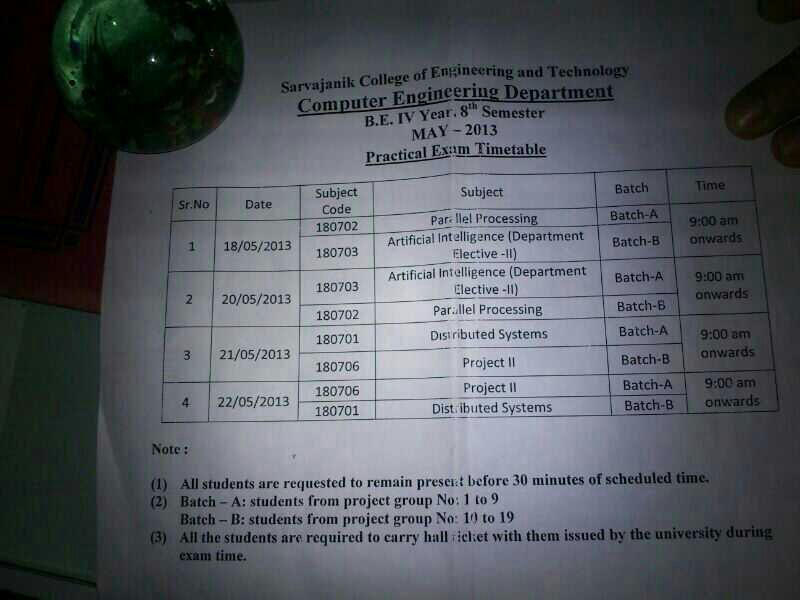 Sarvajanik College of Engineering and Technology
Computer Engineering Department
B.E. IV Year. 8th Semester
MAY – 2013
Practical Exam Timetable
Sr.No Date Subject Code Subject Batch Time
1 18/05/2013 180702 Parallel Processing Batch-A 9:00 am onwards
180703 Artificial Intelligence (Department Elective -II) Batch-B
2 20/05/2013 180703 Artificial Intelligence (Department Elective -II) Batch-A 9:00 am onwards
180702 Parallel Processing Batch-B
3 21/05/2013 180701 Distributed Systems Batch-A 9:00 am onwards
180706 Project II Batch-B
4 22/05/2013 180706 Project II Batch-A 9:00 am onwards
180701 Distributed Systems Batch-B
Note :
(1) All students are requested to remain present before 30 minutes of scheduled time.
(2) Batch – A: students from project group No: 1 to 9
Batch – B: students from project group No: 10 to 19
(3) All the students are required to carry hall ticket with them issued by the university during
exam time.